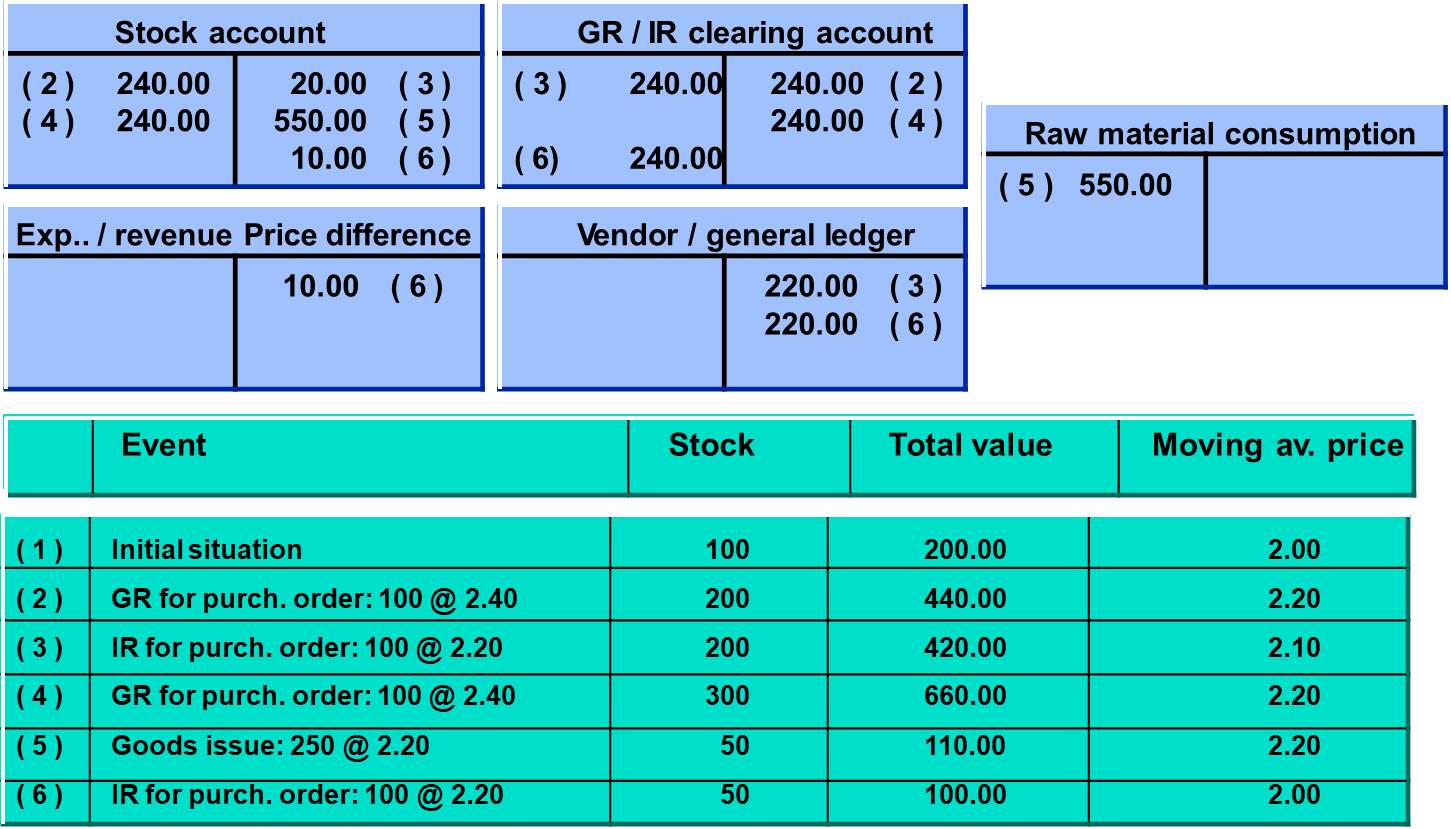 Stock account
( 2 ) 240.00 20.00 ( 3 )
( 4 ) 240.00 550.00 ( 5 )
10.00 ( 6 )
GR / IR clearing account
( 3 ) 240.00 240.00 ( 2 )
240.00 ( 4 )
( 6) 240.00
Raw material consumption
( 5 ) 550.00
Exp.. / revenue Price difference
10.00 ( 6 )
Vendor / general ledger
220.00 ( 3 )
220.00 ( 6 )
Event Stock Total value Moving av. price
( 1 ) Initial situation 100 200.00 2.00
( 2 ) GR for purch. order: 100 @ 2.40 200 440.00 2.20
( 3 ) IR for purch. order: 100 @ 2.20 200 420.00 2.10
( 4 ) GR for purch. order: 100 @ 2.40 300 660.00 2.20
( 5 ) Goods issue: 250 @ 2.20 50 110.00 2.20
( 6 ) IR for purch. order: 100 @ 2.20 50 100.00 2.00